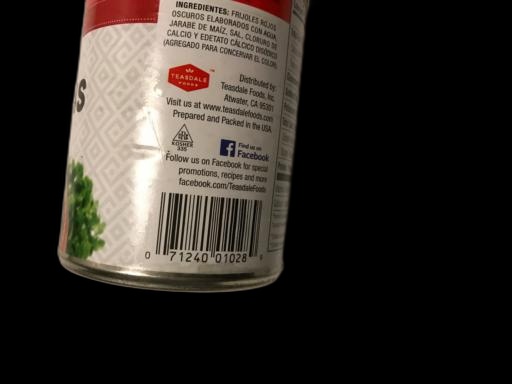 INGREDIENTES: FRIJOLES ROJOS
OSCUROS ELABORADOS CON AGUA,
JARABE DE MAÍZ, SAL, CLORURO DE
CALCIO Y EDETATO CÁLCICO DISÓDICO
(AGREGADO PARA CONSERVAR EL COLOR).
TEASDALE
FOODS
Distributed by:
Teasdale Foods, Inc.
Atwater, CA 95301
Visit us at www.teasdalefoods.com
Prepared and Packed in the USA.
KOSHER
335
Find us on
Facebook
Follow us on Facebook for special
promotions, recipes and more
facebook.com/TeasdaleFoods
S
0 71240 01028